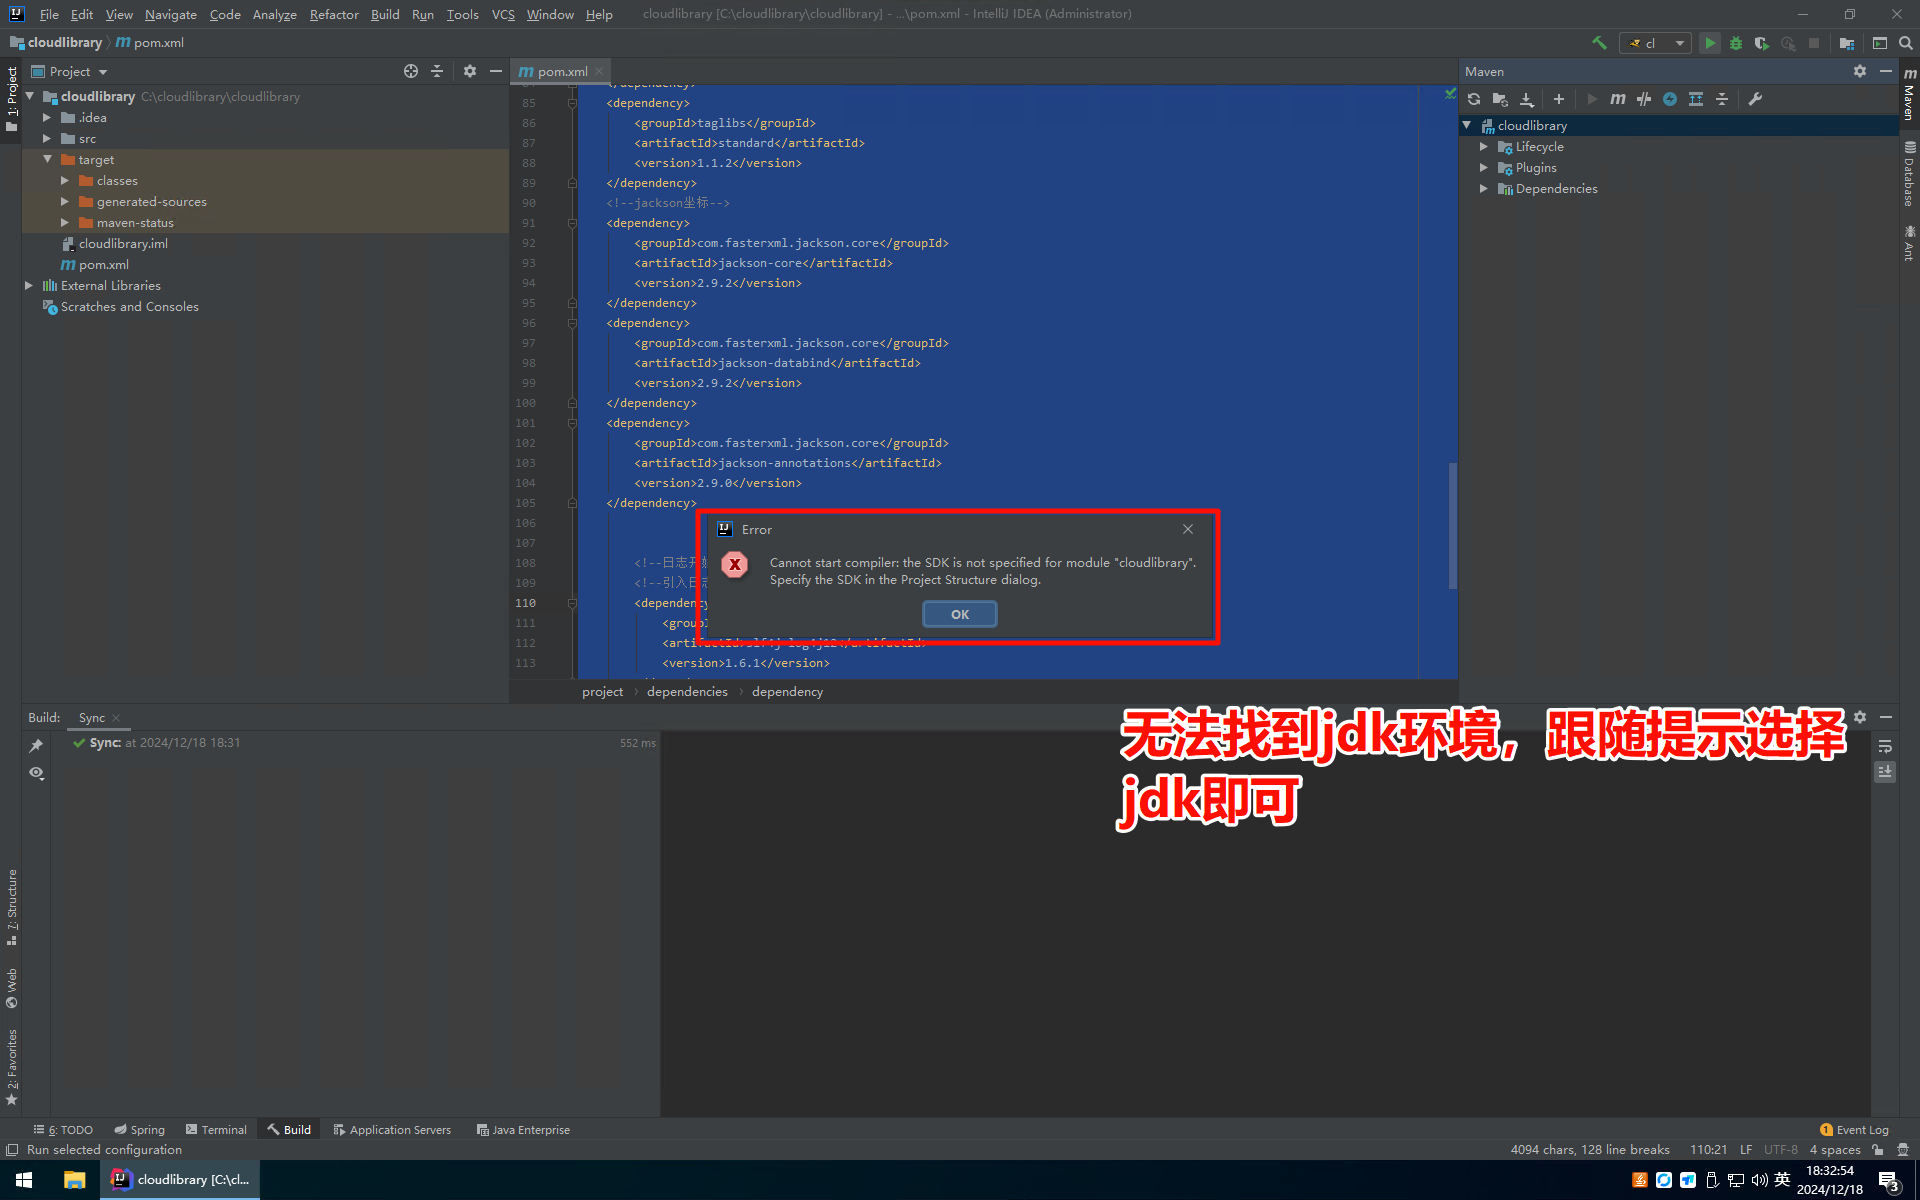 File Edit View Navigate Code Analyze Refactor Build Run Tools VCS Window Help cloudlibrary [C:\cloudlibrary\cloudlibrary] - ...\pom.xml - IntelliJ IDEA (Administrator)
cloudlibrary pom.xml
cl
1: Project
Project
cloudlibrary C:\cloudlibrary\cloudlibrary
.idea
src
target
classes
generated-sources
maven-status
cloudlibrary.iml
pom.xml
External Libraries
Scratches and Consoles
pom.xml
85 <dependency>
86 <groupId>taglibs</groupId>
87 <artifactId>standard</artifactId>
88 <version>1.1.2</version>
89 </dependency>
90 <!--jackson坐标-->
91 <dependency>
92 <groupId>com.fasterxml.jackson.core</groupId>
93 <artifactId>jackson-core</artifactId>
94 <version>2.9.2</version>
95 </dependency>
96 <dependency>
97 <groupId>com.fasterxml.jackson.core</groupId>
98 <artifactId>jackson-databind</artifactId>
99 <version>2.9.2</version>
100 </dependency>
101 <dependency>
102 <groupId>com.fasterxml.jackson.core</groupId>
103 <artifactId>jackson-annotations</artifactId>
104 <version>2.9.0</version>
105 </dependency>
106
107
108 <!--日志开始
109 <!--引入日
110 <dependency
111 <group
112
113 <version>1.6.1</version>
Error
Cannot start compiler: the SDK is not specified for module "cloudlibrary".
Specify the SDK in the Project Structure dialog.
OK
project dependencies dependency
Maven
cloudlibrary
Lifecycle
Plugins
Dependencies
Maven
Database
Ant
Build: Sync
Sync: at 2024/12/18 18:31 552 ms
无法找到jdk环境，跟随提示选择
jdk即可
7: Structure
Web
2: Favorites
6: TODO Spring Terminal Build Application Servers Java Enterprise 1 Event Log
Run selected configuration 4094 chars, 128 line breaks 110:21 LF UTF-8 4 spaces
cloudlibrary [C:\cl...
英
18:32:54
2024/12/18
3